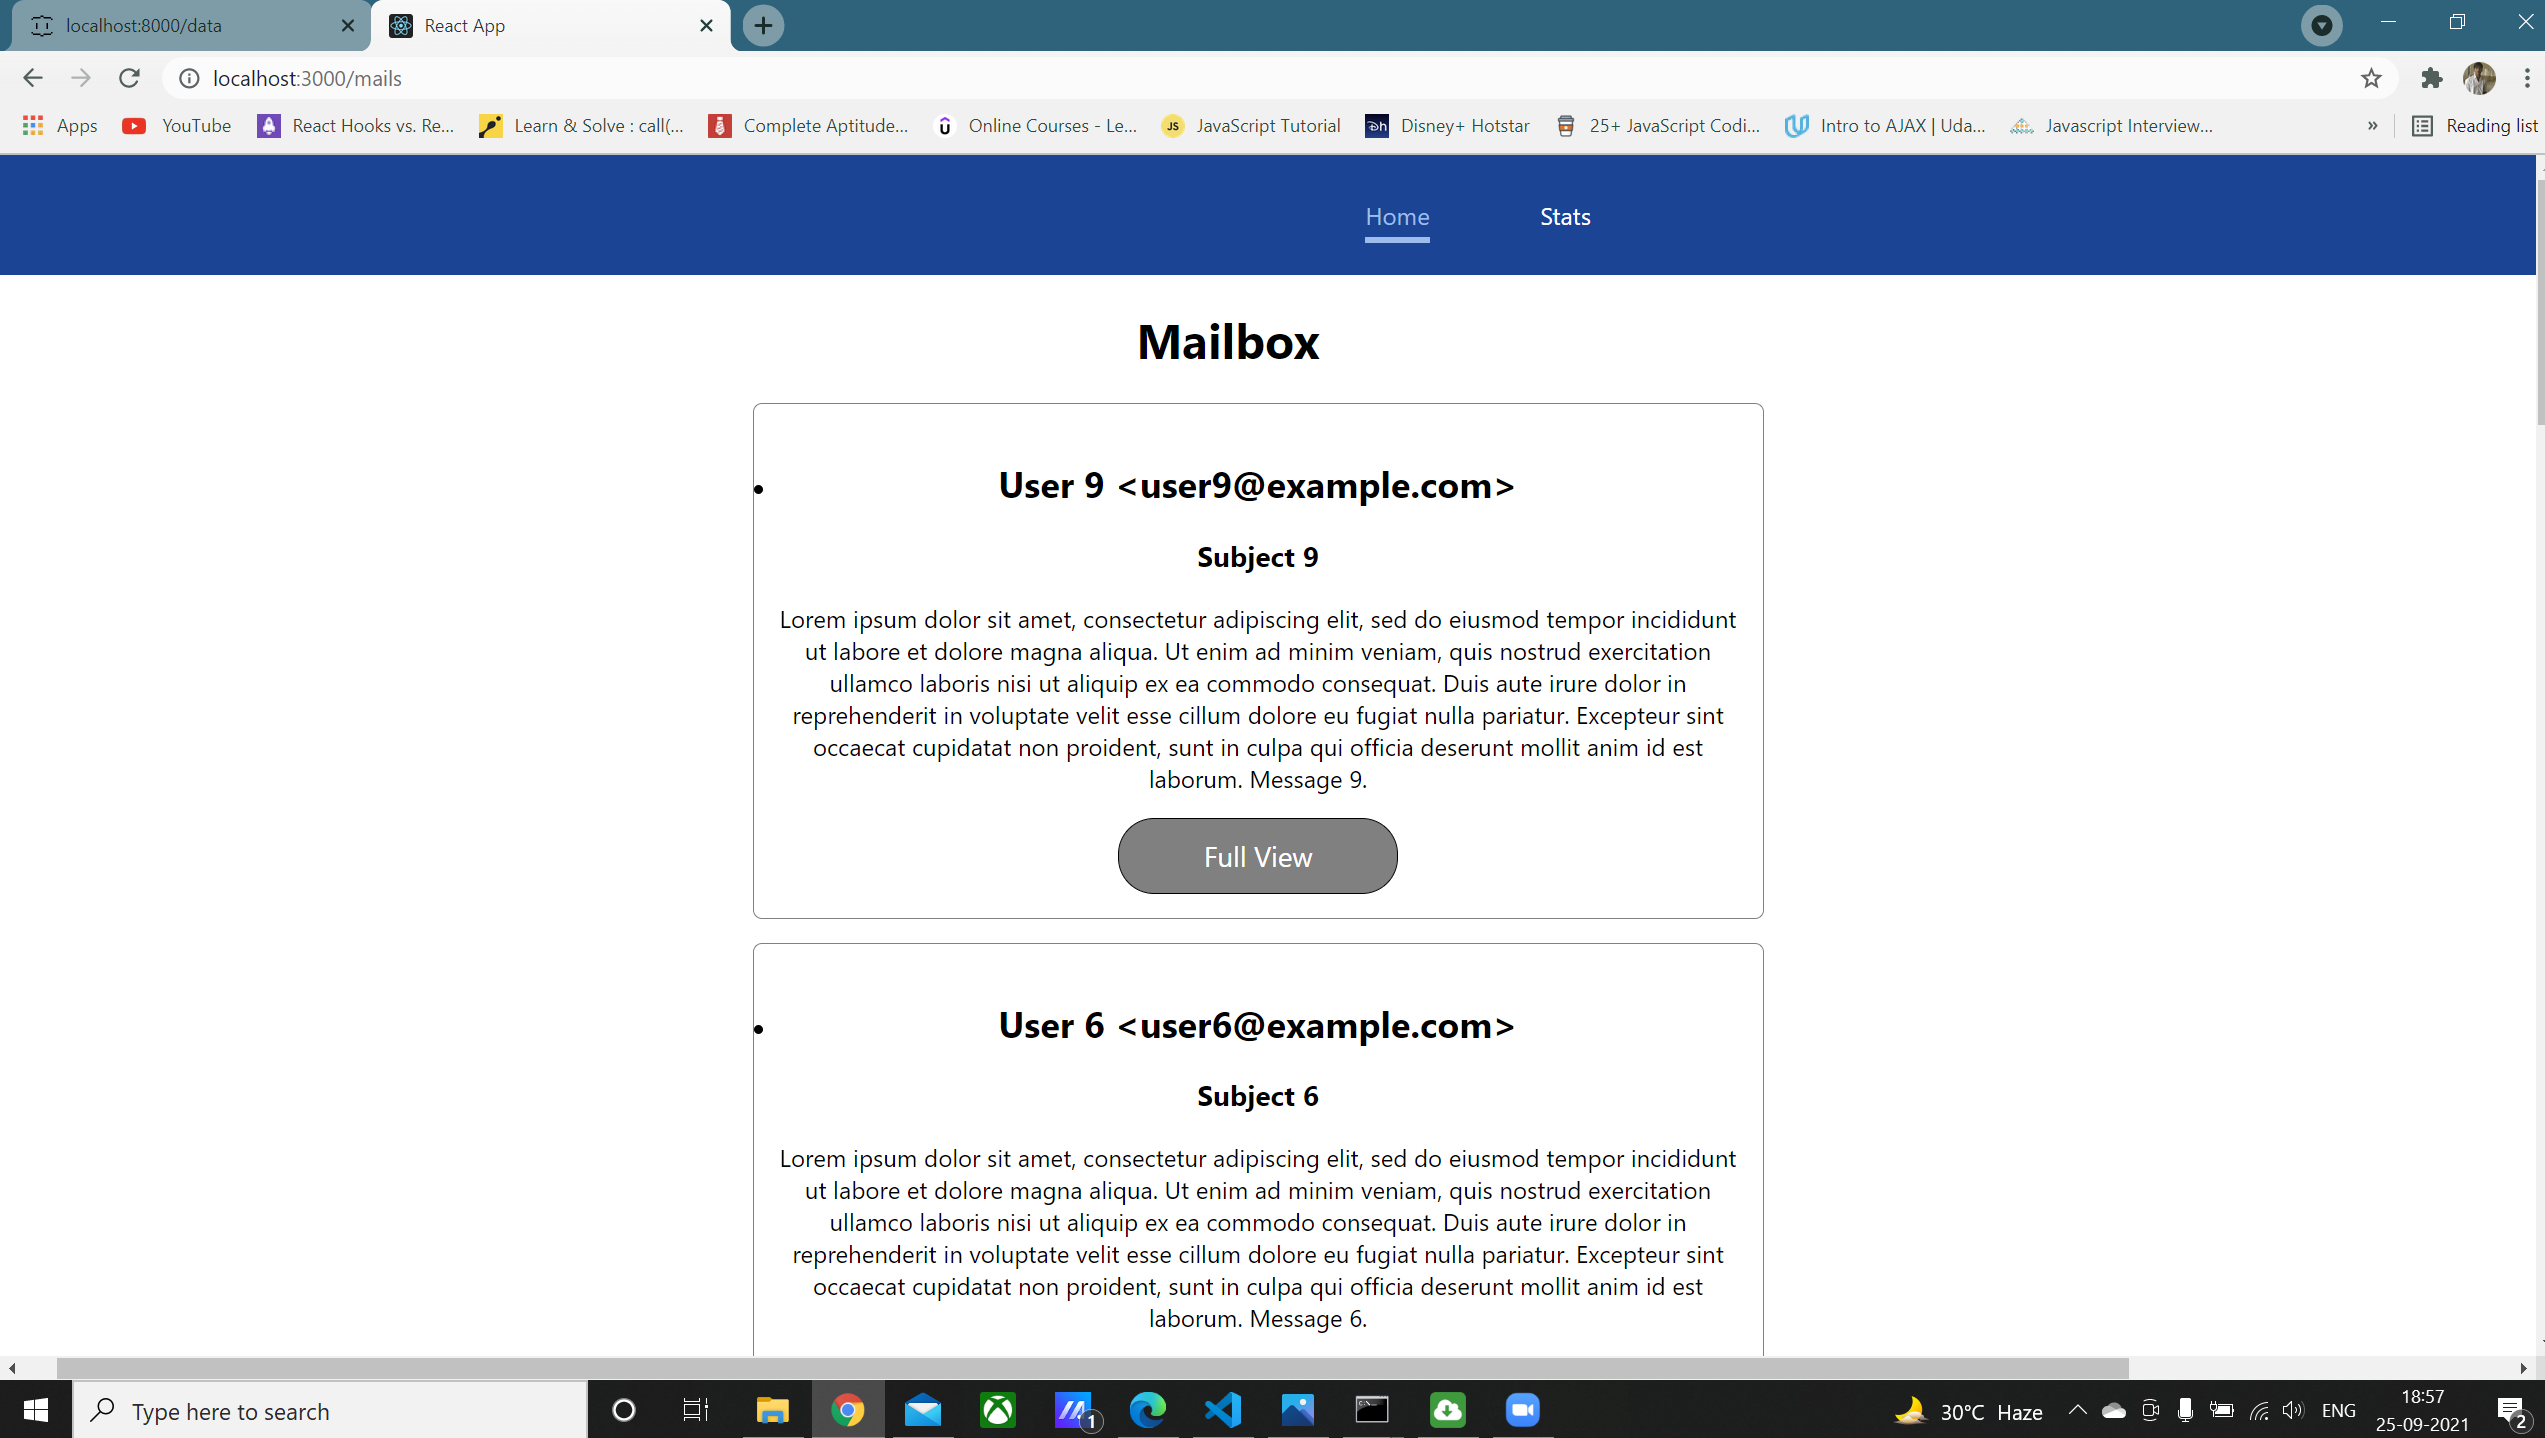 localhost:8000/data
React App
localhost:3000/mails
Apps
YouTube
React Hooks vs. Re...
Learn & Solve : call(...
Complete Aptitude...
Online Courses - Le...
JS
JavaScript Tutorial
Disney+ Hotstar
25+ JavaScript Codi...
Intro to AJAX | Uda...
Javascript Interview...
»
Reading list
Home
Stats
Mailbox
User 9 <user9@example.com>
Subject 9
Lorem ipsum dolor sit amet, consectetur adipiscing elit, sed do eiusmod tempor incididunt
ut labore et dolore magna aliqua. Ut enim ad minim veniam, quis nostrud exercitation
ullamco laboris nisi ut aliquip ex ea commodo consequat. Duis aute irure dolor in
reprehenderit in voluptate velit esse cillum dolore eu fugiat nulla pariatur. Excepteur sint
occaecat cupidatat non proident, sunt in culpa qui officia deserunt mollit anim id est
laborum. Message 9.
Full View
User 6 <user6@example.com>
Subject 6
Lorem ipsum dolor sit amet, consectetur adipiscing elit, sed do eiusmod tempor incididunt
ut labore et dolore magna aliqua. Ut enim ad minim veniam, quis nostrud exercitation
ullamco laboris nisi ut aliquip ex ea commodo consequat. Duis aute irure dolor in
reprehenderit in voluptate velit esse cillum dolore eu fugiat nulla pariatur. Excepteur sint
occaecat cupidatat non proident, sunt in culpa qui officia deserunt mollit anim id est
laborum. Message 6.
Type here to search
1
30°C Haze
ENG
18:57
25-09-2021
2